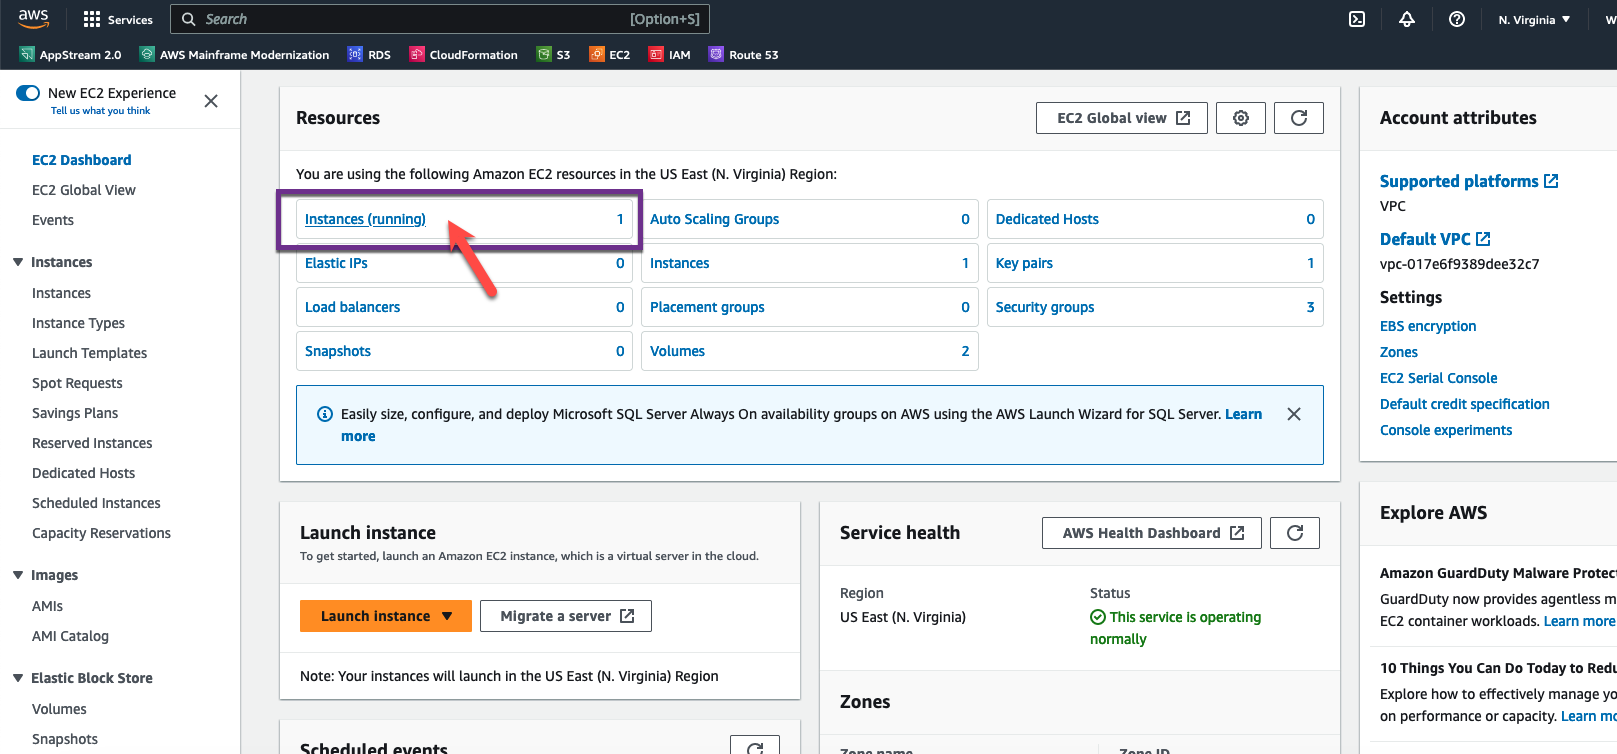 aws
Services
Search
[Option+S]
N. Virginia
AppStream 2.0
AWS Mainframe Modernization
RDS
CloudFormation
S3
EC2
IAM
Route 53
New EC2 Experience
Tell us what you think
EC2 Dashboard
EC2 Global View
Events
Instances
Instances
Instance Types
Launch Templates
Spot Requests
Savings Plans
Reserved Instances
Dedicated Hosts
Scheduled Instances
Capacity Reservations
Images
AMIs
AMI Catalog
Elastic Block Store
Volumes
Snapshots
Resources
EC2 Global view
You are using the following Amazon EC2 resources in the US East (N. Virginia) Region:
Instances (running) 1
Auto Scaling Groups 0
Dedicated Hosts 0
Elastic IPs 0
Instances 1
Key pairs 1
Load balancers 0
Placement groups 0
Security groups 3
Snapshots 0
Volumes 2
Easily size, configure, and deploy Microsoft SQL Server Always On availability groups on AWS using the AWS Launch Wizard for SQL Server. Learn
more
Launch instance
To get started, launch an Amazon EC2 instance, which is a virtual server in the cloud.
Launch instance
Migrate a server
Note: Your instances will launch in the US East (N. Virginia) Region
Scheduled events
Service health
AWS Health Dashboard
Region
US East (N. Virginia)
Status
This service is operating
normally
Zones
Zone name
Zone ID
Account attributes
Supported platforms
VPC
Default VPC
vpc-017e6f9389dee32c7
Settings
EBS encryption
Zones
EC2 Serial Console
Default credit specification
Console experiments
Explore AWS
Amazon GuardDuty Malware Protect
GuardDuty now provides agentless m
EC2 container workloads. Learn more
10 Things You Can Do Today to Redu
Explore how to effectively manage yo
on performance or capacity. Learn mo